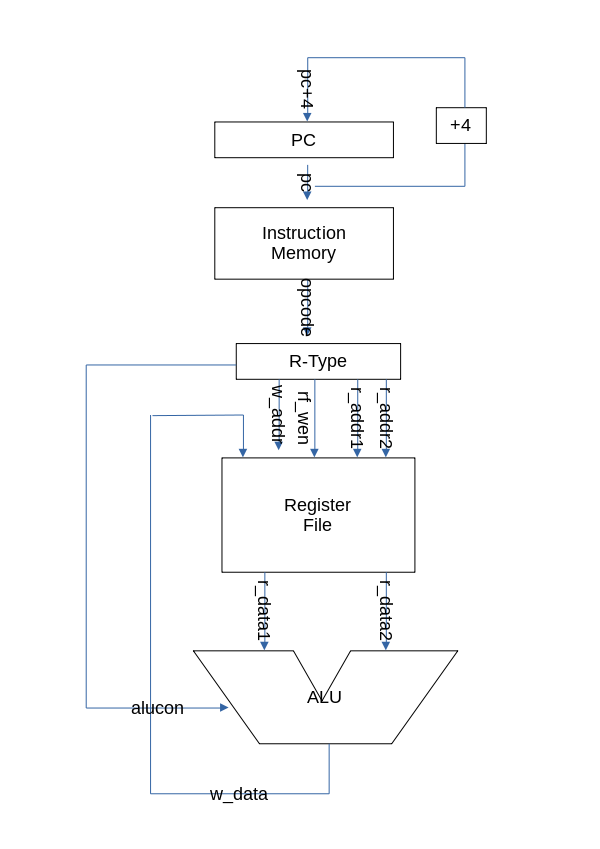 pc+4
+4
PC
pc
Instruction
Memory
opcode
R-Type
w_addr
rf_wen
r_addr1
r_addr2
Register
File
r_data1
r_data2
ALU
alucon
w_data